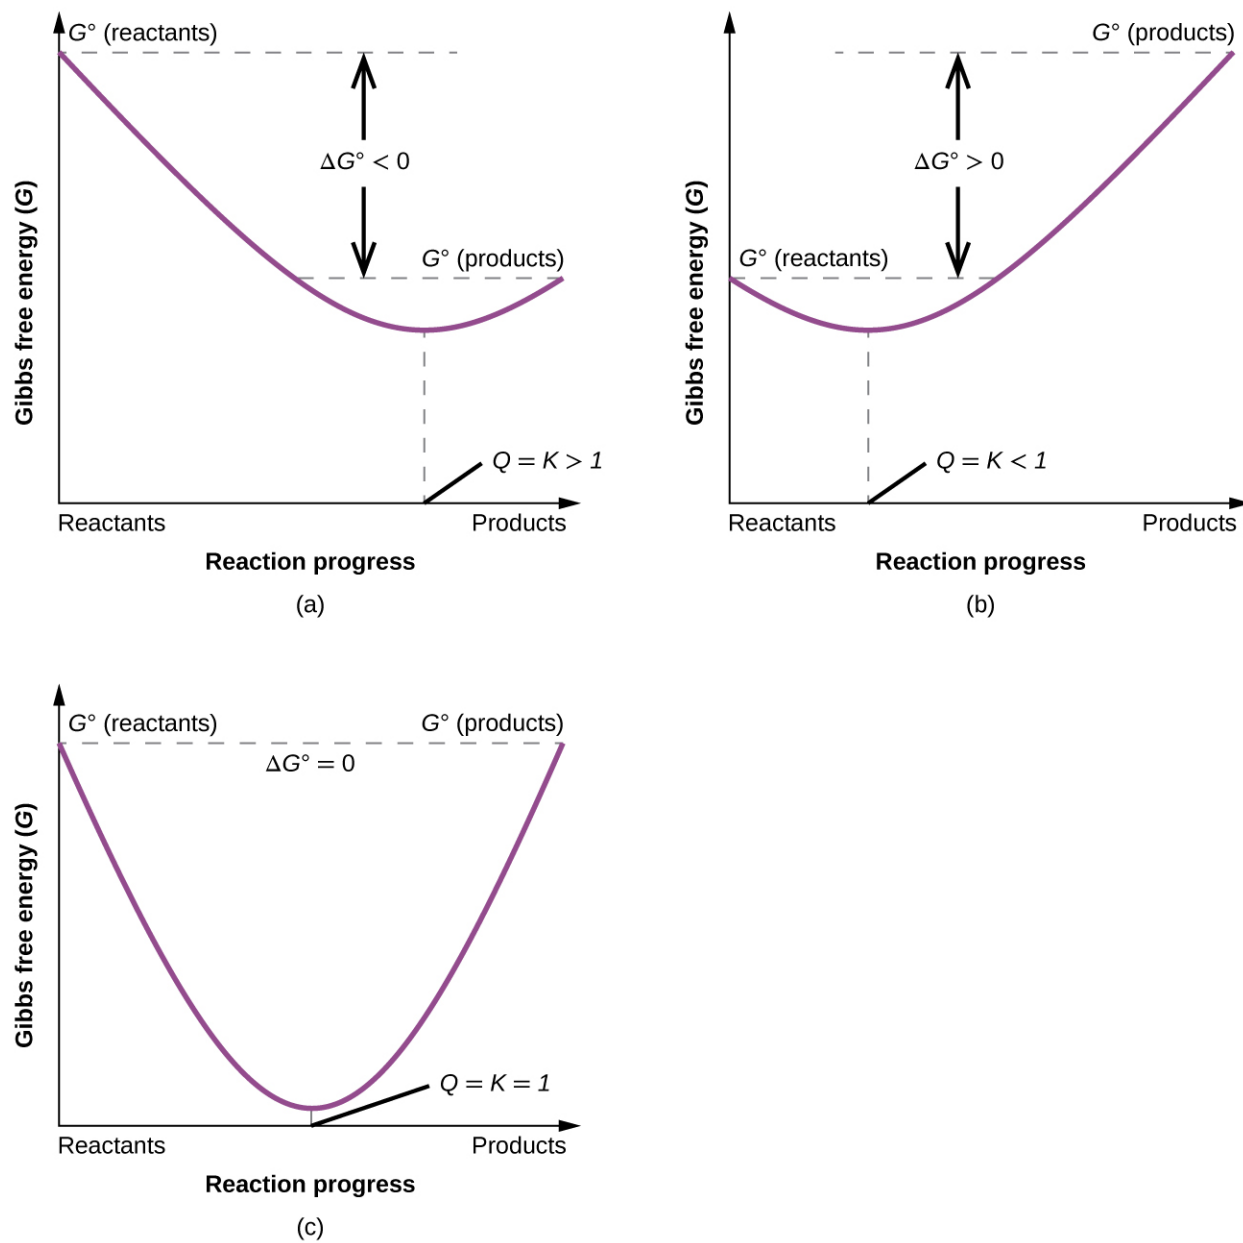 G° (reactants)
ΔG° < 0
G° (products)
Gibbs free energy (G)
Q = K > 1
Reactants
Products
Reaction progress
(a)
G° (products)
ΔG° > 0
G° (reactants)
Gibbs free energy (G)
Q = K < 1
Reactants
Products
Reaction progress
(b)
G° (reactants)
G° (products)
ΔG° = 0
Gibbs free energy (G)
Q = K = 1
Reactants
Products
Reaction progress
(c)